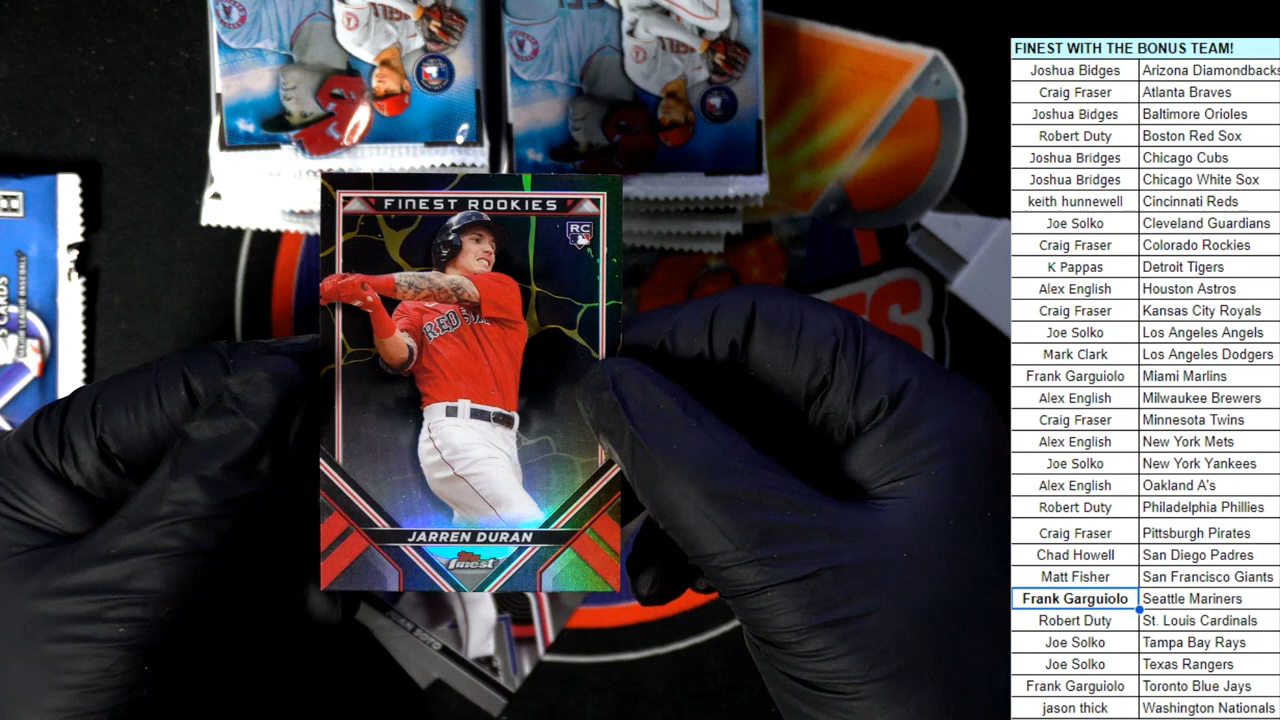 FINEST ROOKIES
RC
RED SOX
JARREN DURAN
Topps
finest
FINEST WITH THE BONUS TEAM!
Joshua Bidges Arizona Diamondbacks
Craig Fraser Atlanta Braves
Joshua Bidges Baltimore Orioles
Robert Duty Boston Red Sox
Joshua Bridges Chicago Cubs
Joshua Bridges Chicago White Sox
keith hunnewell Cincinnati Reds
Joe Solko Cleveland Guardians
Craig Fraser Colorado Rockies
K Pappas Detroit Tigers
Alex English Houston Astros
Craig Fraser Kansas City Royals
Joe Solko Los Angeles Angels
Mark Clark Los Angeles Dodgers
Frank Garguiolo Miami Marlins
Alex English Milwaukee Brewers
Craig Fraser Minnesota Twins
Alex English New York Mets
Joe Solko New York Yankees
Alex English Oakland A's
Robert Duty Philadelphia Phillies
Craig Fraser Pittsburgh Pirates
Chad Howell San Diego Padres
Matt Fisher San Francisco Giants
Frank Garguiolo Seattle Mariners
Robert Duty St. Louis Cardinals
Joe Solko Tampa Bay Rays
Joe Solko Texas Rangers
Frank Garguiolo Toronto Blue Jays
jason thick Washington Nationals